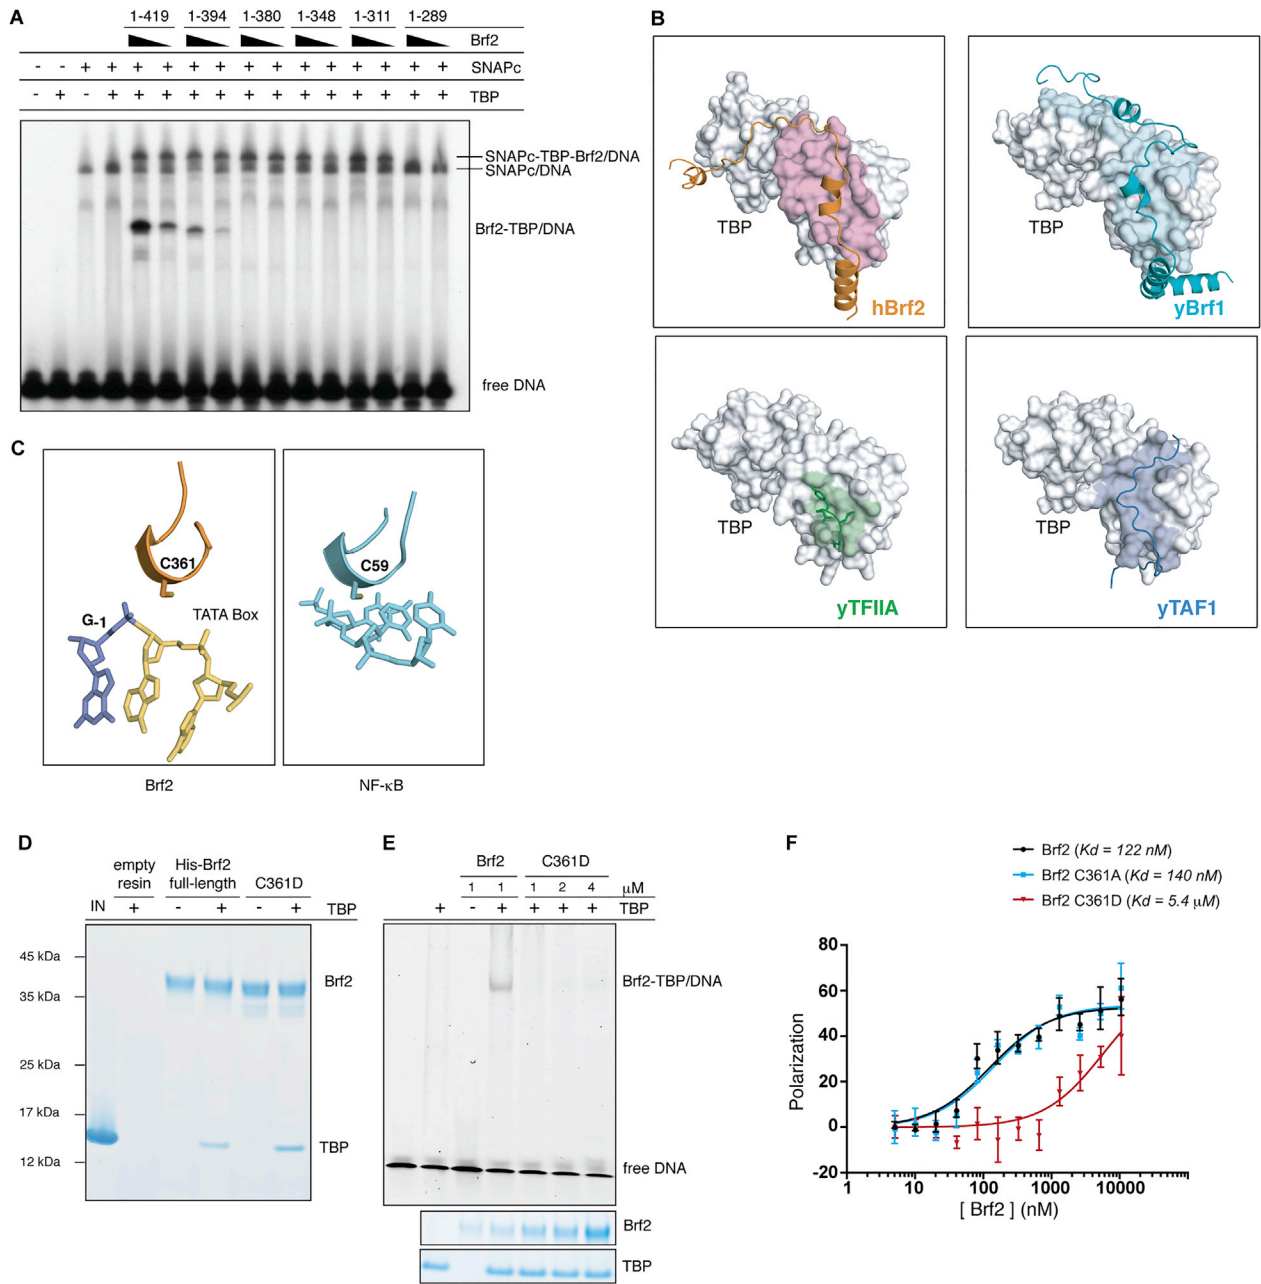 A
1-419 1-394 1-380 1-348 1-311 1-289
Brf2
- - + + + + + + + + + + + + + + SNAPc
- + - + + + + + + + + + + + + + TBP
SNAPc-TBP-Brf2/DNA
SNAPc/DNA
Brf2-TBP/DNA
free DNA
B
TBP
hBrf2
TBP
yBrf1
TBP
yTFIIA
TBP
yTAF1
C
C361
G-1
TATA Box
Brf2
C59
NF-κB
D
empty resin
His-Brf2 full-length
C361D
IN + - + - + TBP
45 kDa
35 kDa
25 kDa
17 kDa
12 kDa
Brf2
TBP
E
Brf2 C361D
1 1 1 2 4 μM
+ - + + + + TBP
Brf2-TBP/DNA
free DNA
Brf2
TBP
F
Brf2 (Kd = 122 nM)
Brf2 C361A (Kd = 140 nM)
Brf2 C361D (Kd = 5.4 μM)
80
60
40
20
0
-20
Polarization
1 10 100 1000 10000
[ Brf2 ] (nM)